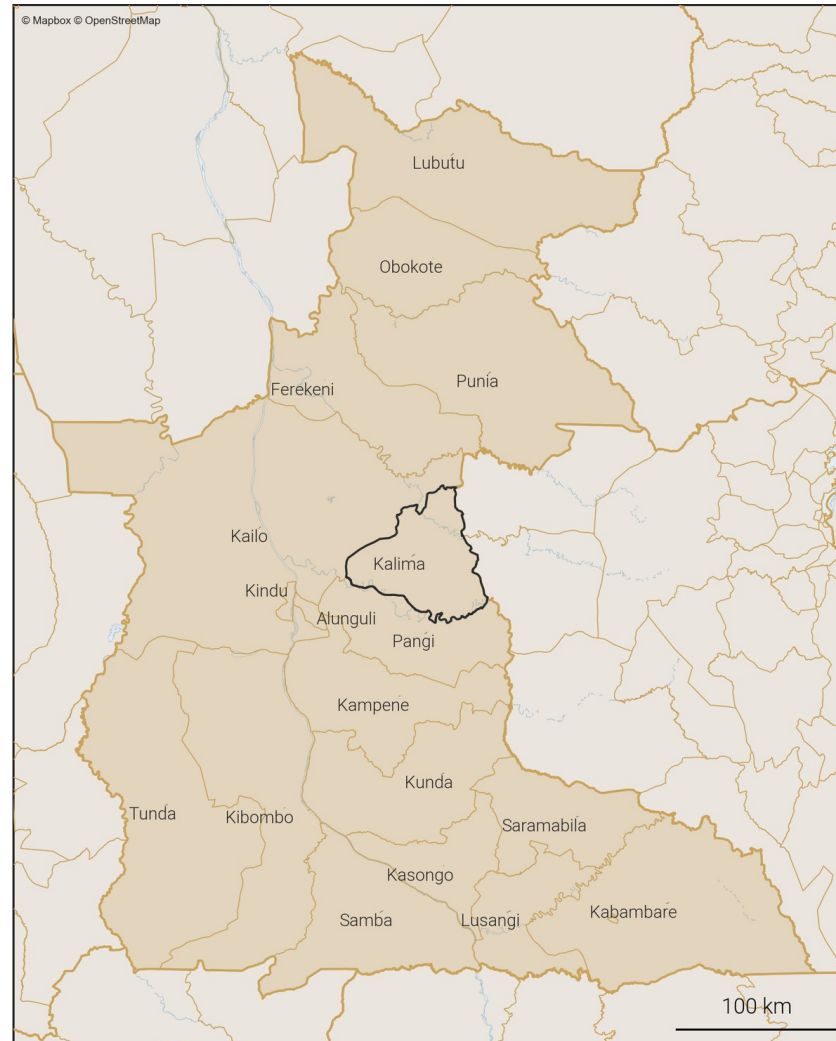 © Mapbox © OpenStreetMap
Lubutu
Obokote
Punia
Ferekeni
Kailo
Kalima
Kindu
Alunguli
Pangi
Kampene
Kunda
Tunda
Kibombo
Saramabila
Kasongo
Samba
Lusangi
Kabambare
100 km